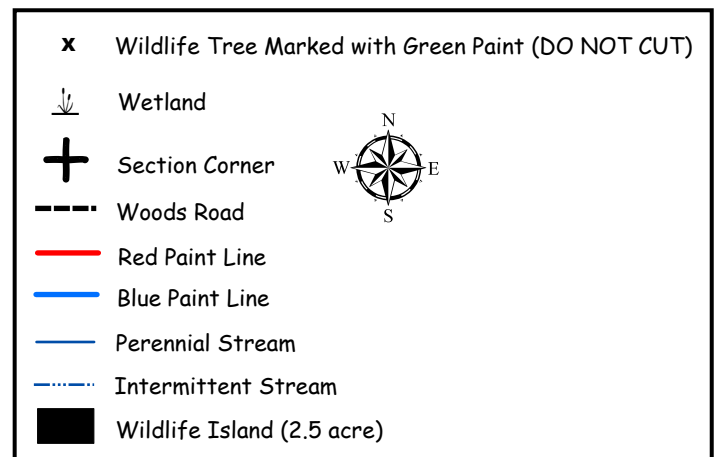 x Wildlife Tree Marked with Green Paint (DO NOT CUT)
Wetland
N
W E
S
Section Corner
Woods Road
Red Paint Line
Blue Paint Line
Perennial Stream
Intermittent Stream
Wildlife Island (2.5 acre)